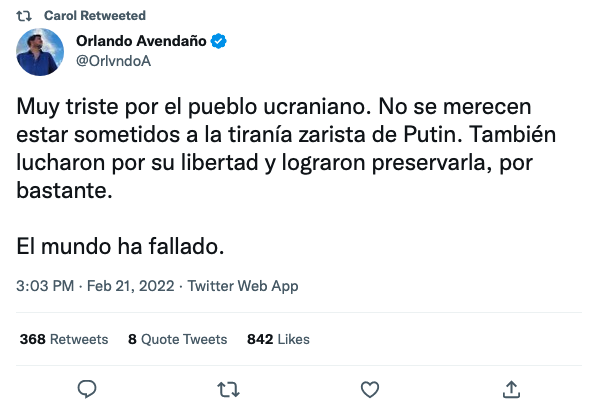 Carol Retweeted
Orlando Avendaño
@OrlvndoA
Muy triste por el pueblo ucraniano. No se merecen
estar sometidos a la tiranía zarista de Putin. También
lucharon por su libertad y lograron preservarla, por
bastante.
El mundo ha fallado.
3:03 PM · Feb 21, 2022 · Twitter Web App
368 Retweets 8 Quote Tweets 842 Likes